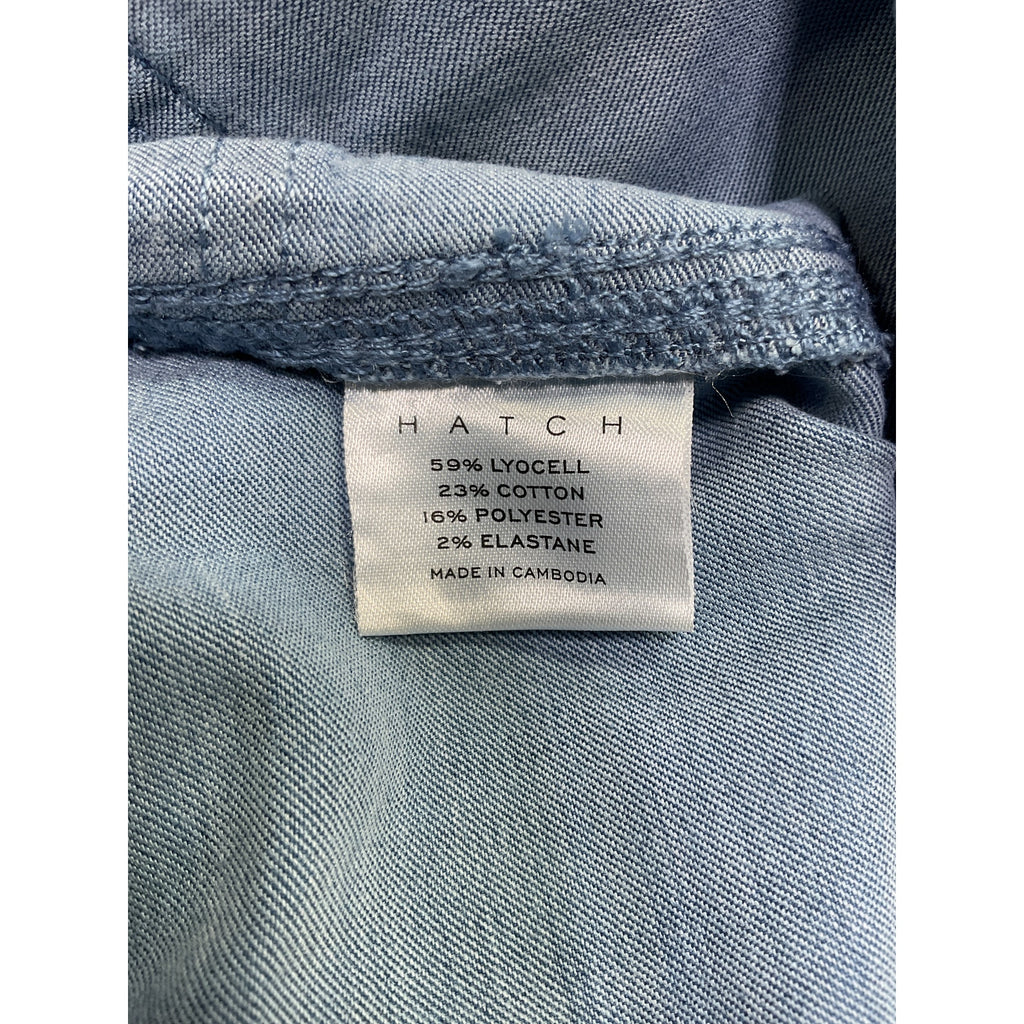 HATCH
59% LYOCELL
23% COTTON
16% POLYESTER
2% ELASTANE
MADE IN CAMBODIA